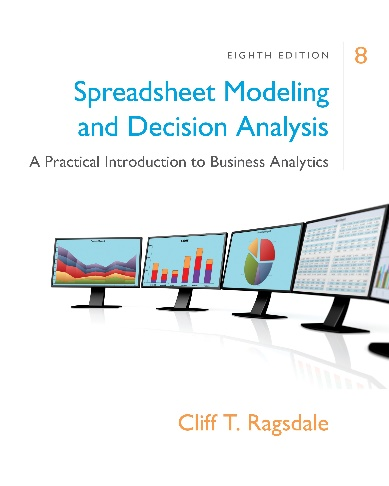 EIGHTH EDITION 8
Spreadsheet Modeling
and Decision Analysis
A Practical Introduction to Business Analytics
Cliff T. Ragsdale